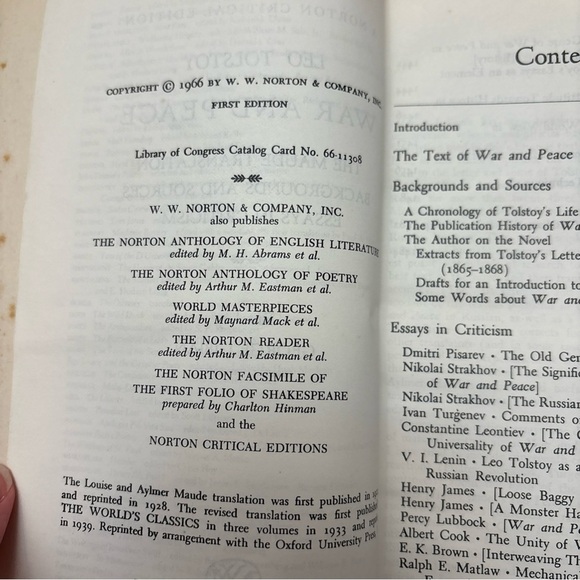 COPYRIGHT © 1966 BY W. W. NORTON & COMPANY, INC.
FIRST EDITION
Library of Congress Catalog Card No. 66-11308
W. W. NORTON & COMPANY, INC.
also publishes
THE NORTON ANTHOLOGY OF ENGLISH LITERATURE
edited by M. H. Abrams et al.
THE NORTON ANTHOLOGY OF POETRY
edited by Arthur M. Eastman et al.
WORLD MASTERPIECES
edited by Maynard Mack et al.
THE NORTON READER
edited by Arthur M. Eastman et al.
THE NORTON FACSIMILE OF
THE FIRST FOLIO OF SHAKESPEARE
prepared by Charlton Hinman
and the
NORTON CRITICAL EDITIONS
The Louise and Aylmer Maude translation was first published in
and reprinted in 1928. The revised translation was first published
THE WORLD'S CLASSICS in three volumes in 1933 and
in 1939. Reprinted by arrangement with the Oxford University Press
Conte
Introduction
The Text of War and Peace
Backgrounds and Sources
A Chronology of Tolstoy's Life
The Publication History of Wa
The Author on the Novel
Extracts from Tolstoy's Lette
(1865–1868)
Drafts for an Introduction to
Some Words about War an
Essays in Criticism
Dmitri Pisarev • The Old Gen
Nikolai Strakhov • [The Signifi
of War and Peace]
Nikolai Strakhov • [The Russian
Ivan Turgenev • Comments o
Constantine Leontiev • [The G
Universality of War and
V. I. Lenin • Leo Tolstoy as a
Russian Revolution
Henry James • [Loose Baggy
Henry James • [A Monster Ha
Percy Lubbock • [War and Pe
Albert Cook • The Unity of W
E. K. Brown • [Interweaving Th
Ralph E. Matlaw • Mechanica